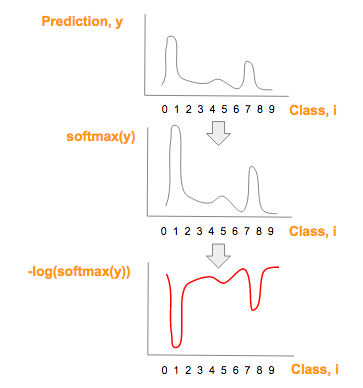 Prediction, y
0 1 2 3 4 5 6 7 8 9 Class, i
softmax(y)
0 1 2 3 4 5 6 7 8 9 Class, i
-log(softmax(y))
0 1 2 3 4 5 6 7 8 9 Class, i